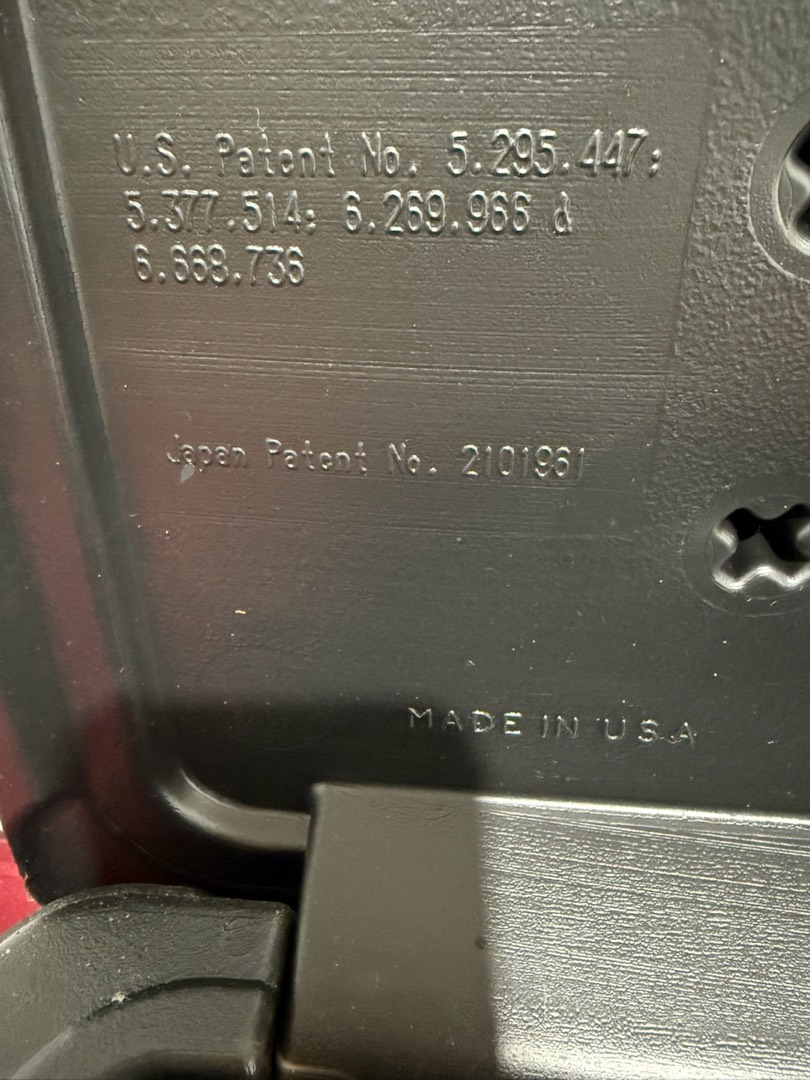 U.S. Patent No. 5.295.447;
5.377.514; 6.269.966 &
6.668.736
Japan Patent No. 2101961
MADE IN USA